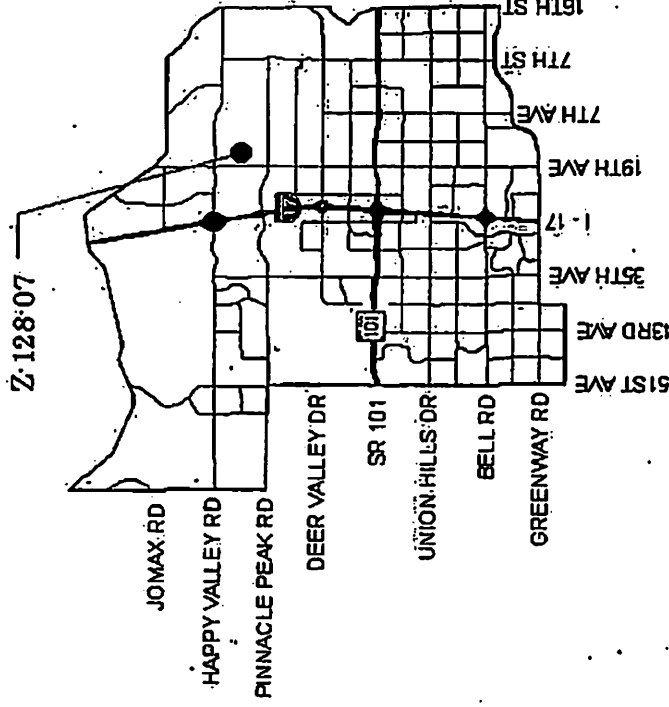 Z-128-07
JOMAX RD
HAPPY VALLEY RD
PINNACLE PEAK RD
DEER VALLEY DR
SR 101
UNION HILLS DR
BELL RD
GREENWAY RD
17
101
51ST AVE
43RD AVE
35TH AVE
I-17
19TH AVE
7TH AVE
7TH ST
16TH ST